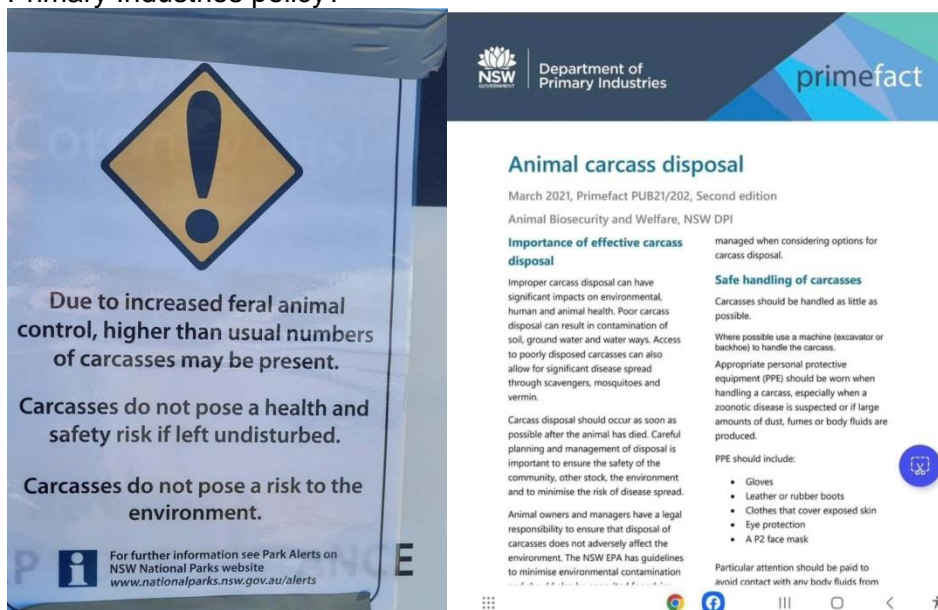 Due to increased feral animal
control, higher than usual numbers
of carcasses may be present.
Carcasses do not pose a health and
safety risk if left undisturbed.
Carcasses do not pose a risk to the
environment.
For further information see Park Alerts on
NSW National Parks website
www.nationalparks.nsw.gov.au/alerts
NSW
GOVERNMENT
Department of
Primary Industries
primefact
Animal carcass disposal
March 2021, Primefact PUB21/202, Second edition
Animal Biosecurity and Welfare, NSW DPI
Importance of effective carcass
disposal
Improper carcass disposal can have
significant impacts on environmental,
human and animal health. Poor carcass
disposal can result in contamination of
soil, ground water and water ways. Access
to poorly disposed carcasses can also
allow for significant disease spread
through scavengers, mosquitoes and
vermin.
Carcass disposal should occur as soon as
possible after the animal has died. Careful
planning and management of disposal is
important to ensure the safety of the
community, other stock, the environment
and to minimise the risk of disease spread.
Animal owners and managers have a legal
responsibility to ensure that disposal of
carcasses does not adversely affect the
environment. The NSW EPA has guidelines
to minimise environmental contamination
managed when considering options for
carcass disposal.
Safe handling of carcasses
Carcasses should be handled as little as
possible.
Where possible use a machine (excavator or
backhoe) to handle the carcass.
Appropriate personal protective
equipment (PPE) should be worn when
handling a carcass, especially when a
zoonotic disease is suspected or if large
amounts of dust, fumes or body fluids are
produced.
PPE should include:
• Gloves
• Leather or rubber boots
• Clothes that cover exposed skin
• Eye protection
• A P2 face mask
Particular attention should be paid to
avoid contact with any body fluids from